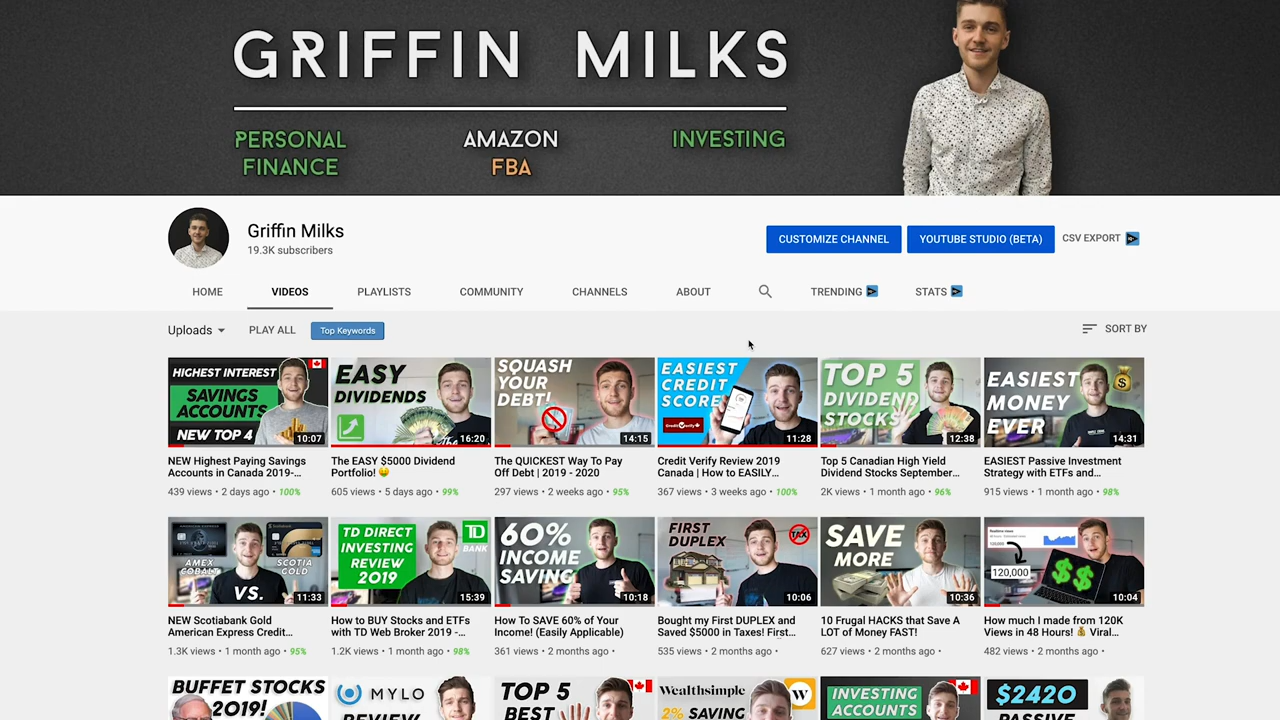 GRIFFIN MILKS
PERSONAL
FINANCE
AMAZON
FBA
INVESTING
Griffin Milks
19.3K subscribers
CUSTOMIZE CHANNEL
YOUTUBE STUDIO (BETA)
CSV EXPORT
HOME
VIDEOS
PLAYLISTS
COMMUNITY
CHANNELS
ABOUT
TRENDING
STATS
Uploads
PLAY ALL
Top Keywords
SORT BY
HIGHEST INTEREST
SAVINGS
ACCOUNTS
NEW TOP 4
10:07
EASY
DIVIDENDS
16:20
SQUASH
YOUR
DEBT!
14:15
EASIEST
CREDIT
SCORE
Credit Verify
11:28
TOP 5
DIVIDEND
STOCKS
12:38
EASIEST
MONEY
EVER
14:31
NEW Highest Paying Savings
Accounts in Canada 2019-...
439 views • 2 days ago • 100%
The EASY $5000 Dividend
Portfolio!
605 views • 5 days ago • 99%
The QUICKEST Way To Pay
Off Debt | 2019 - 2020
297 views • 2 weeks ago • 95%
Credit Verify Review 2019
Canada | How to EASILY...
367 views • 3 weeks ago • 100%
Top 5 Canadian High Yield
Dividend Stocks September...
2K views • 1 month ago • 96%
EASIEST Passive Investment
Strategy with ETFs and...
915 views • 1 month ago • 98%
AMEX
COBALT
SCOTIA
GOLD
VS.
11:33
TD DIRECT
INVESTING
REVIEW
2019
TD
BANK
15:39
60%
INCOME
SAVING
10:18
FIRST
DUPLEX
TAX
10:06
SAVE
MORE
10:36
120,000
$$
10:04
NEW Scotiabank Gold
American Express Credit...
1.3K views • 1 month ago • 95%
How to BUY Stocks and ETFs
with TD Web Broker 2019 -...
1.2K views • 1 month ago • 98%
How To SAVE 60% of Your
Income! (Easily Applicable)
361 views • 2 months ago •
Bought my First DUPLEX and
Saved $5000 in Taxes! First...
535 views • 2 months ago •
10 Frugal HACKS that Save A
LOT of Money FAST!
627 views • 2 months ago •
How much I made from 120K
Views in 48 Hours! Viral...
482 views • 2 months ago •
BUFFET STOCKS
2019!
MYLO
REVIEW
TOP 5
BEST
Wealthsimple
W
2% SAVING
INVESTING
ACCOUNTS
$2420
PASSIVE